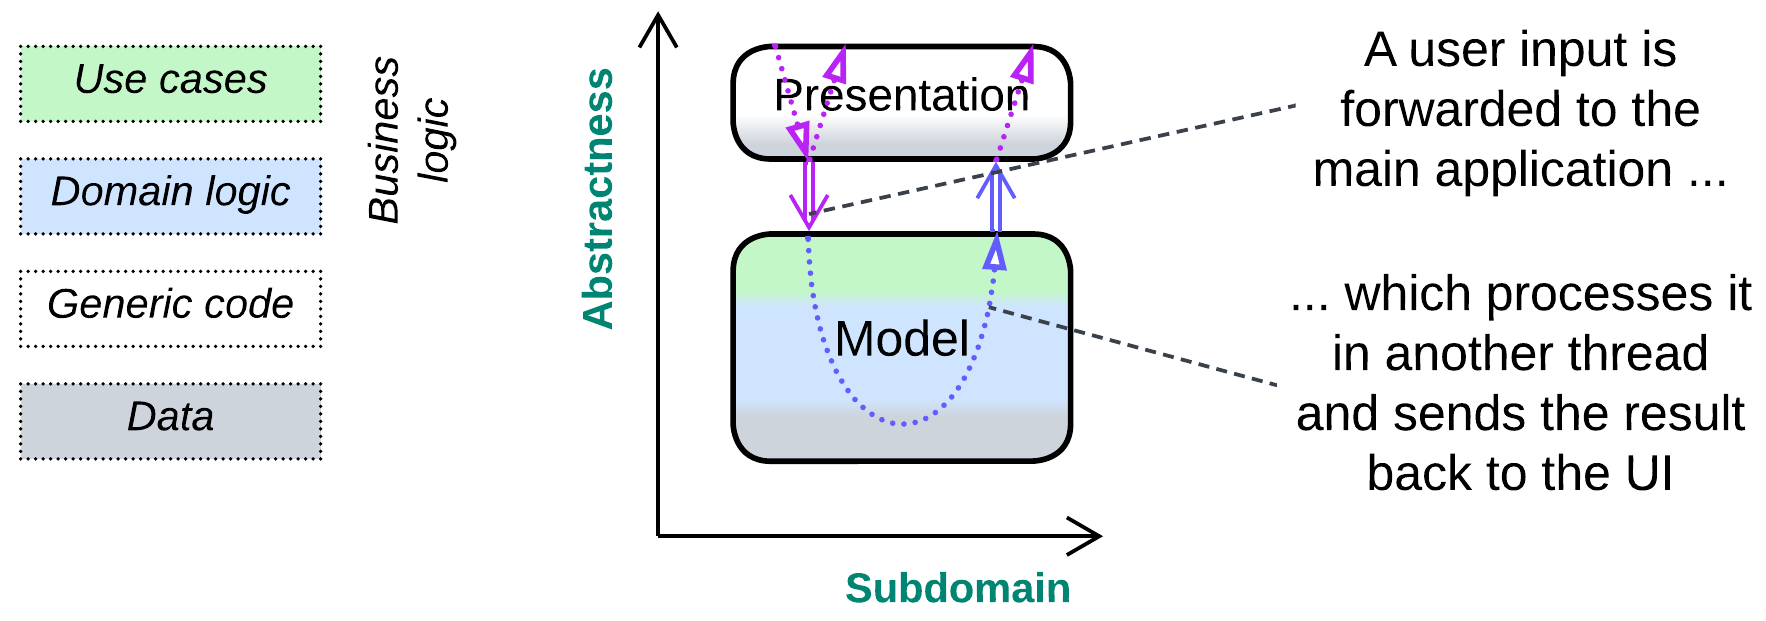 Use cases
Domain logic
Generic code
Data
Business
logic
Abstractness
Subdomain
Presentation
Model
A user input is
forwarded to the
main application ...
... which processes it
in another thread
and sends the result
back to the UI